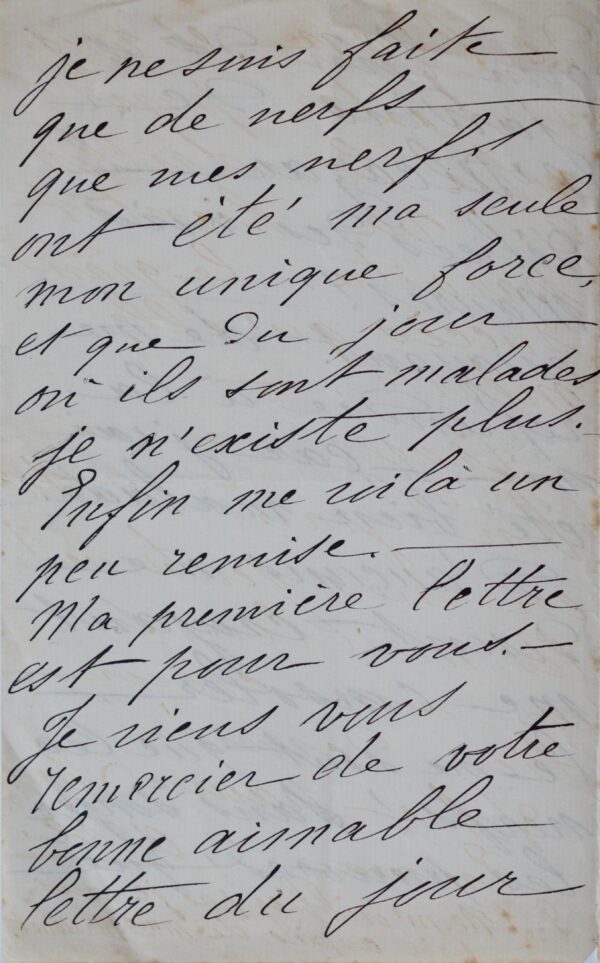 je ne suis faite
que de nerfs
que mes nerfs
ont été ma seule
mon unique force,
et que du jour
où ils sont malades
je n'existe plus.
Enfin me voilà un
peu remise.
Ma première lettre
est pour vous.
Je viens vous
remercier de votre
bonne aimable
lettre du jour